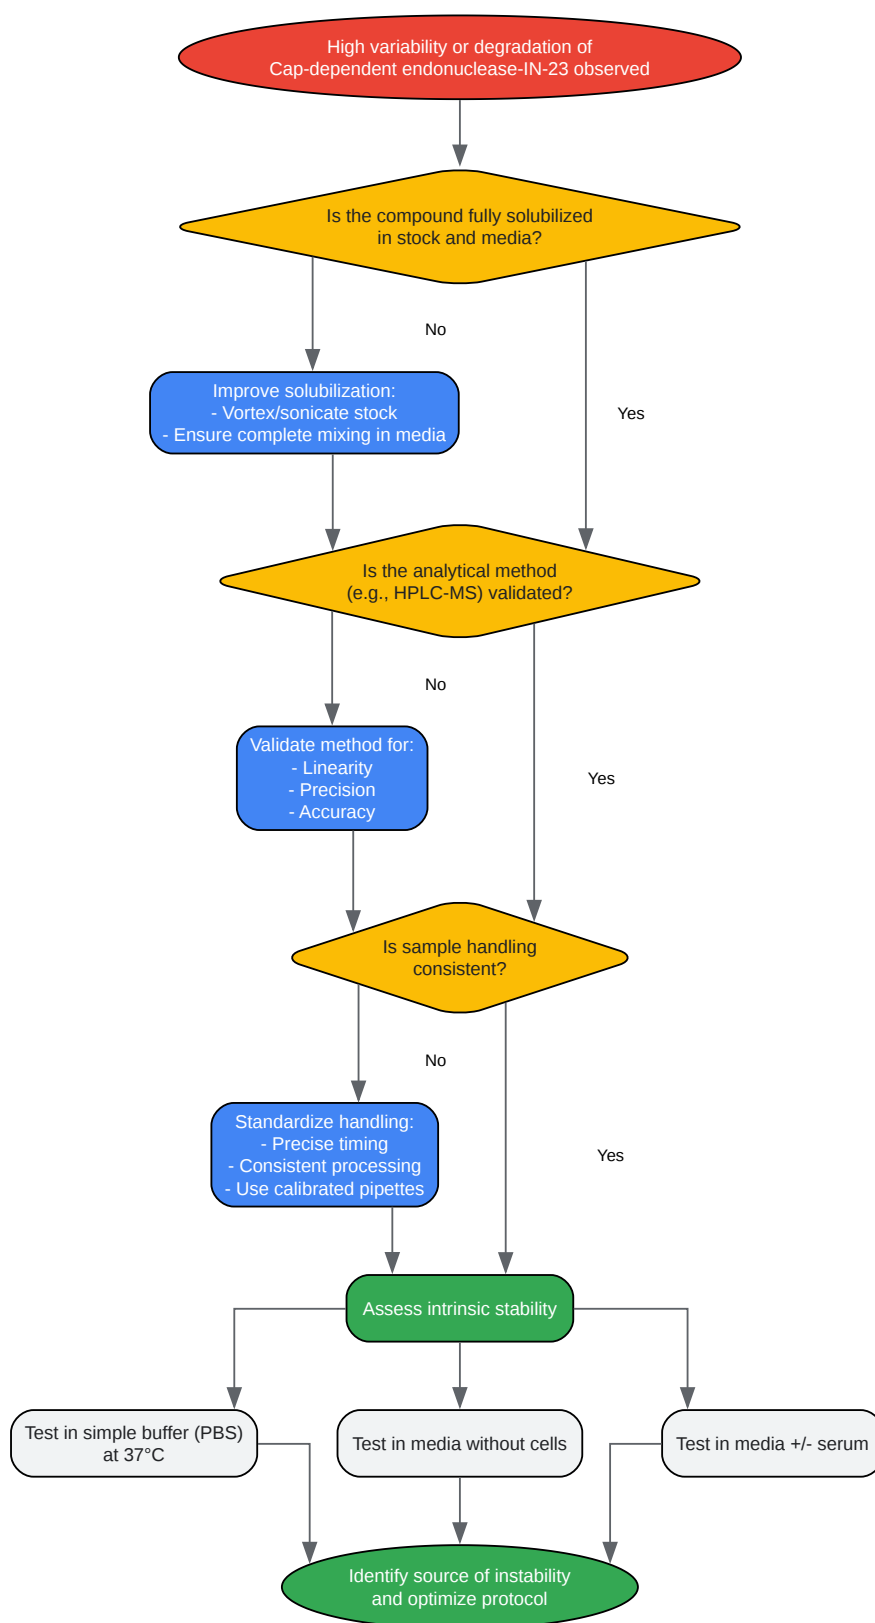 High variability or degradation of
Cap-dependent endonuclease-IN-23 observed
Is the compound fully solubilized
in stock and media?
No
Yes
Improve solubilization:
- Vortex/sonicate stock
- Ensure complete mixing in media
Is the analytical method
(e.g., HPLC-MS) validated?
No
Yes
Validate method for:
- Linearity
- Precision
- Accuracy
Is sample handling
consistent?
No
Yes
Standardize handling:
- Precise timing
- Consistent processing
- Use calibrated pipettes
Assess intrinsic stability
Test in simple buffer (PBS)
at 37°C
Test in media without cells
Test in media +/- serum
Identify source of instability
and optimize protocol